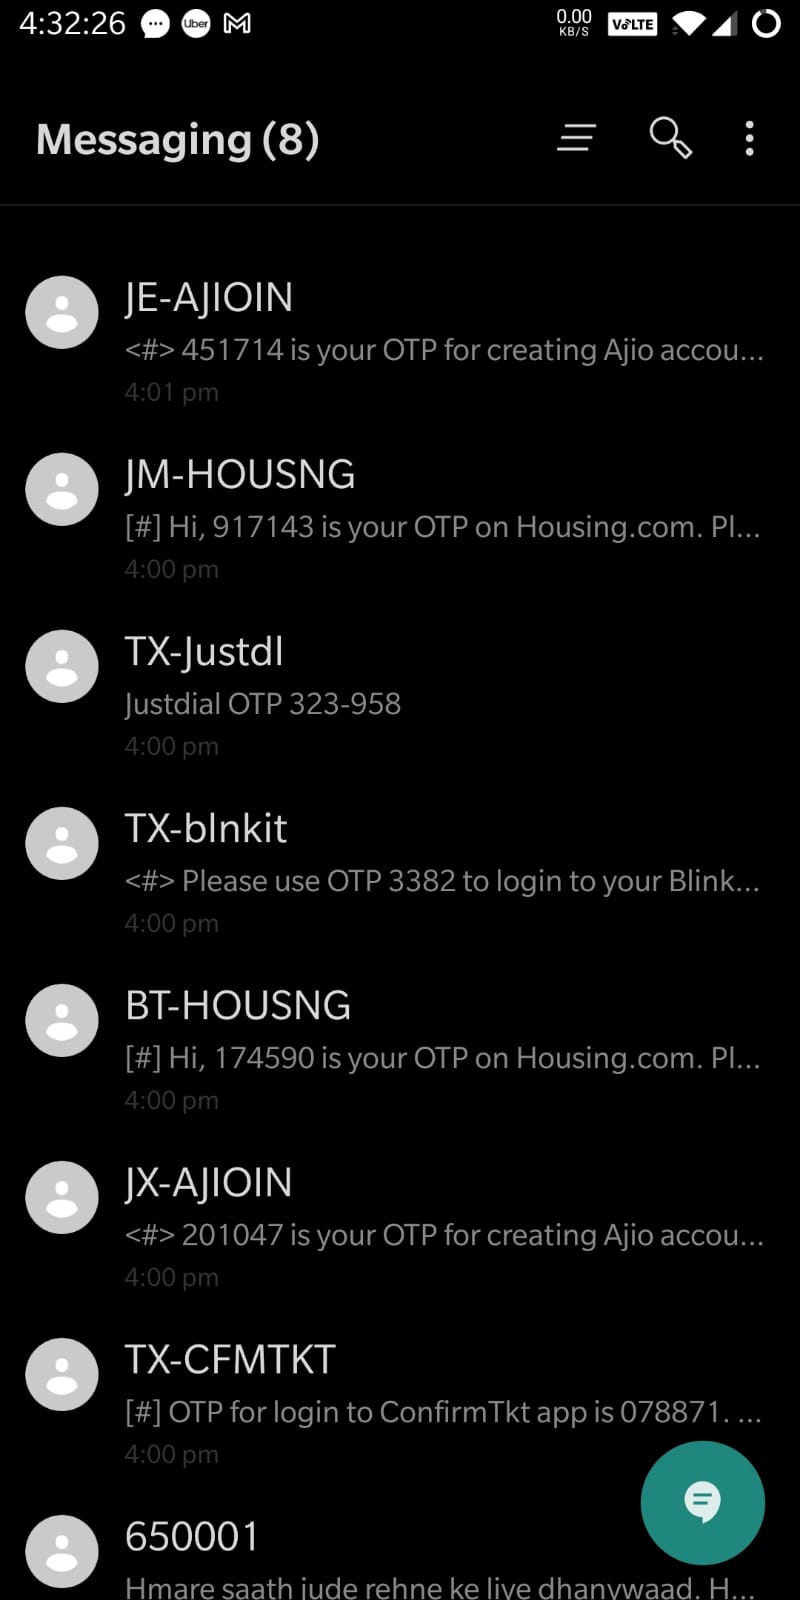 4:32:26 Uber 0.00 KB/S VoLTE
Messaging (8)
JE-AJIOIN
<#> 451714 is your OTP for creating Ajio accou...
4:01 pm
JM-HOUSNG
[#] Hi, 917143 is your OTP on Housing.com. Pl...
4:00 pm
TX-Justdl
Justdial OTP 323-958
4:00 pm
TX-blnkit
<#> Please use OTP 3382 to login to your Blink...
4:00 pm
BT-HOUSNG
[#] Hi, 174590 is your OTP on Housing.com. Pl...
4:00 pm
JX-AJIOIN
<#> 201047 is your OTP for creating Ajio accou...
4:00 pm
TX-CFMTKT
[#] OTP for login to ConfirmTkt app is 078871. ...
4:00 pm
650001
Hmare saath jude rehne ke liye dhanywaad. H...